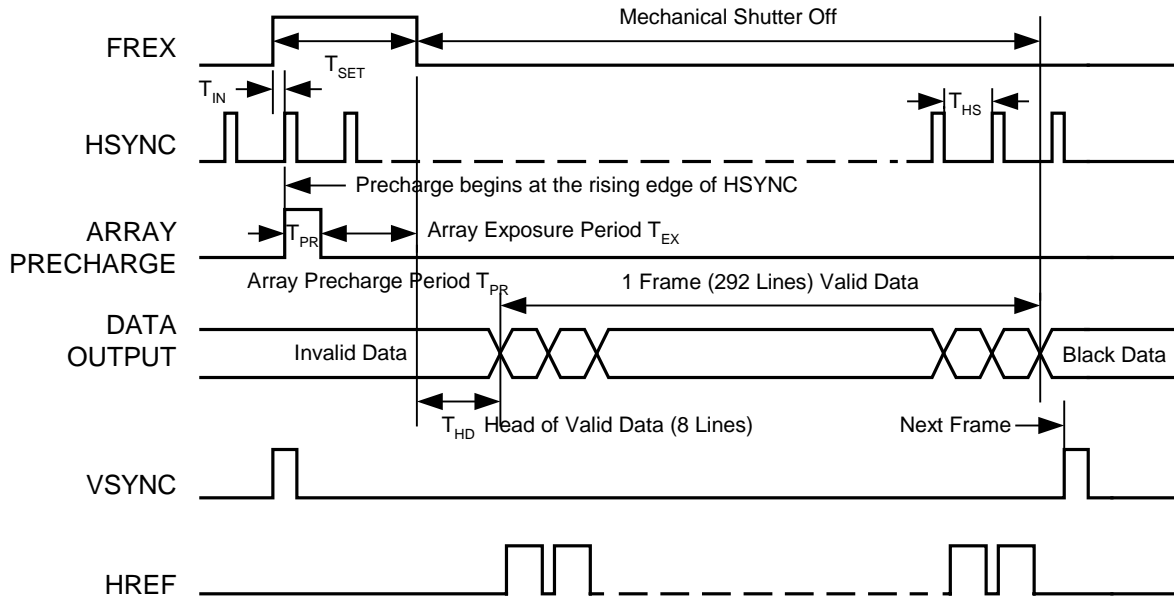 Mechanical Shutter Off
FREX
T_SET
T_IN
T_HS
HSYNC
Precharge begins at the rising edge of HSYNC
ARRAY
PRECHARGE
T_PR
Array Exposure Period T_EX
Array Precharge Period T_PR
1 Frame (292 Lines) Valid Data
DATA
OUTPUT
Invalid Data
Black Data
T_HD Head of Valid Data (8 Lines)
Next Frame
VSYNC
HREF